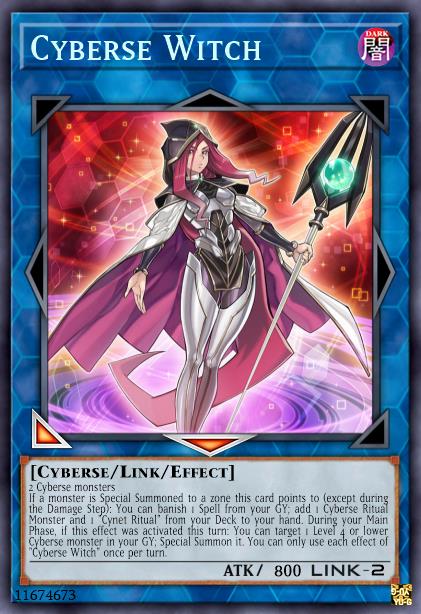 Cyberse Witch
DARK
闇
[Cyberse/Link/Effect]
2 Cyberse monsters
If a monster is Special Summoned to a zone this card points to (except during
the Damage Step): You can banish 1 Spell from your GY; add 1 Cyberse Ritual
Monster and 1 "Cynet Ritual" from your Deck to your hand. During your Main
Phase, if this effect was activated this turn: You can target 1 Level 4 or lower
Cyberse monster in your GY; Special Summon it. You can only use each effect of
"Cyberse Witch" once per turn.
ATK/ 800 LINK-2
11674673